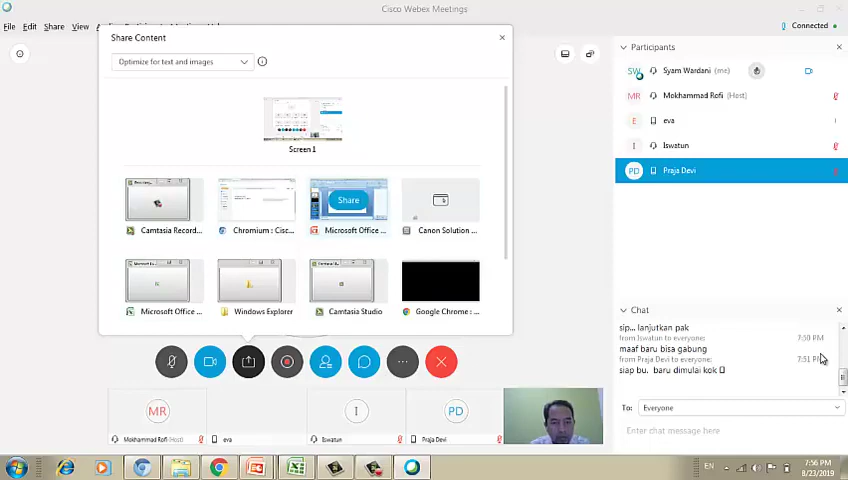 Cisco Webex Meetings
File Edit Share View
Connected
Share Content
Optimize for text and images
Screen 1
Share
Camtasia Record...
Chromium : Cisc...
Microsoft Office ...
Canon Solution ...
Microsoft Office ...
Windows Explorer
Camtasia Studio
Google Chrome : ...
MR
Mokhammad Rofi (Host)
eva
I
Iswatun
PD
Praja Devi
Participants
SW Syam Wardani (me)
MR Mokhammad Rofi (Host)
E eva
I Iswatun
PD Praja Devi
Chat
sip... lanjutkan pak
from Iswatun to everyone: 7:50 PM
maaf baru bisa gabung
from Praja Devi to everyone: 7:51
siap bu. baru dimulai kok
To: Everyone
Enter chat message here
EN
7:56 PM
8/23/2019